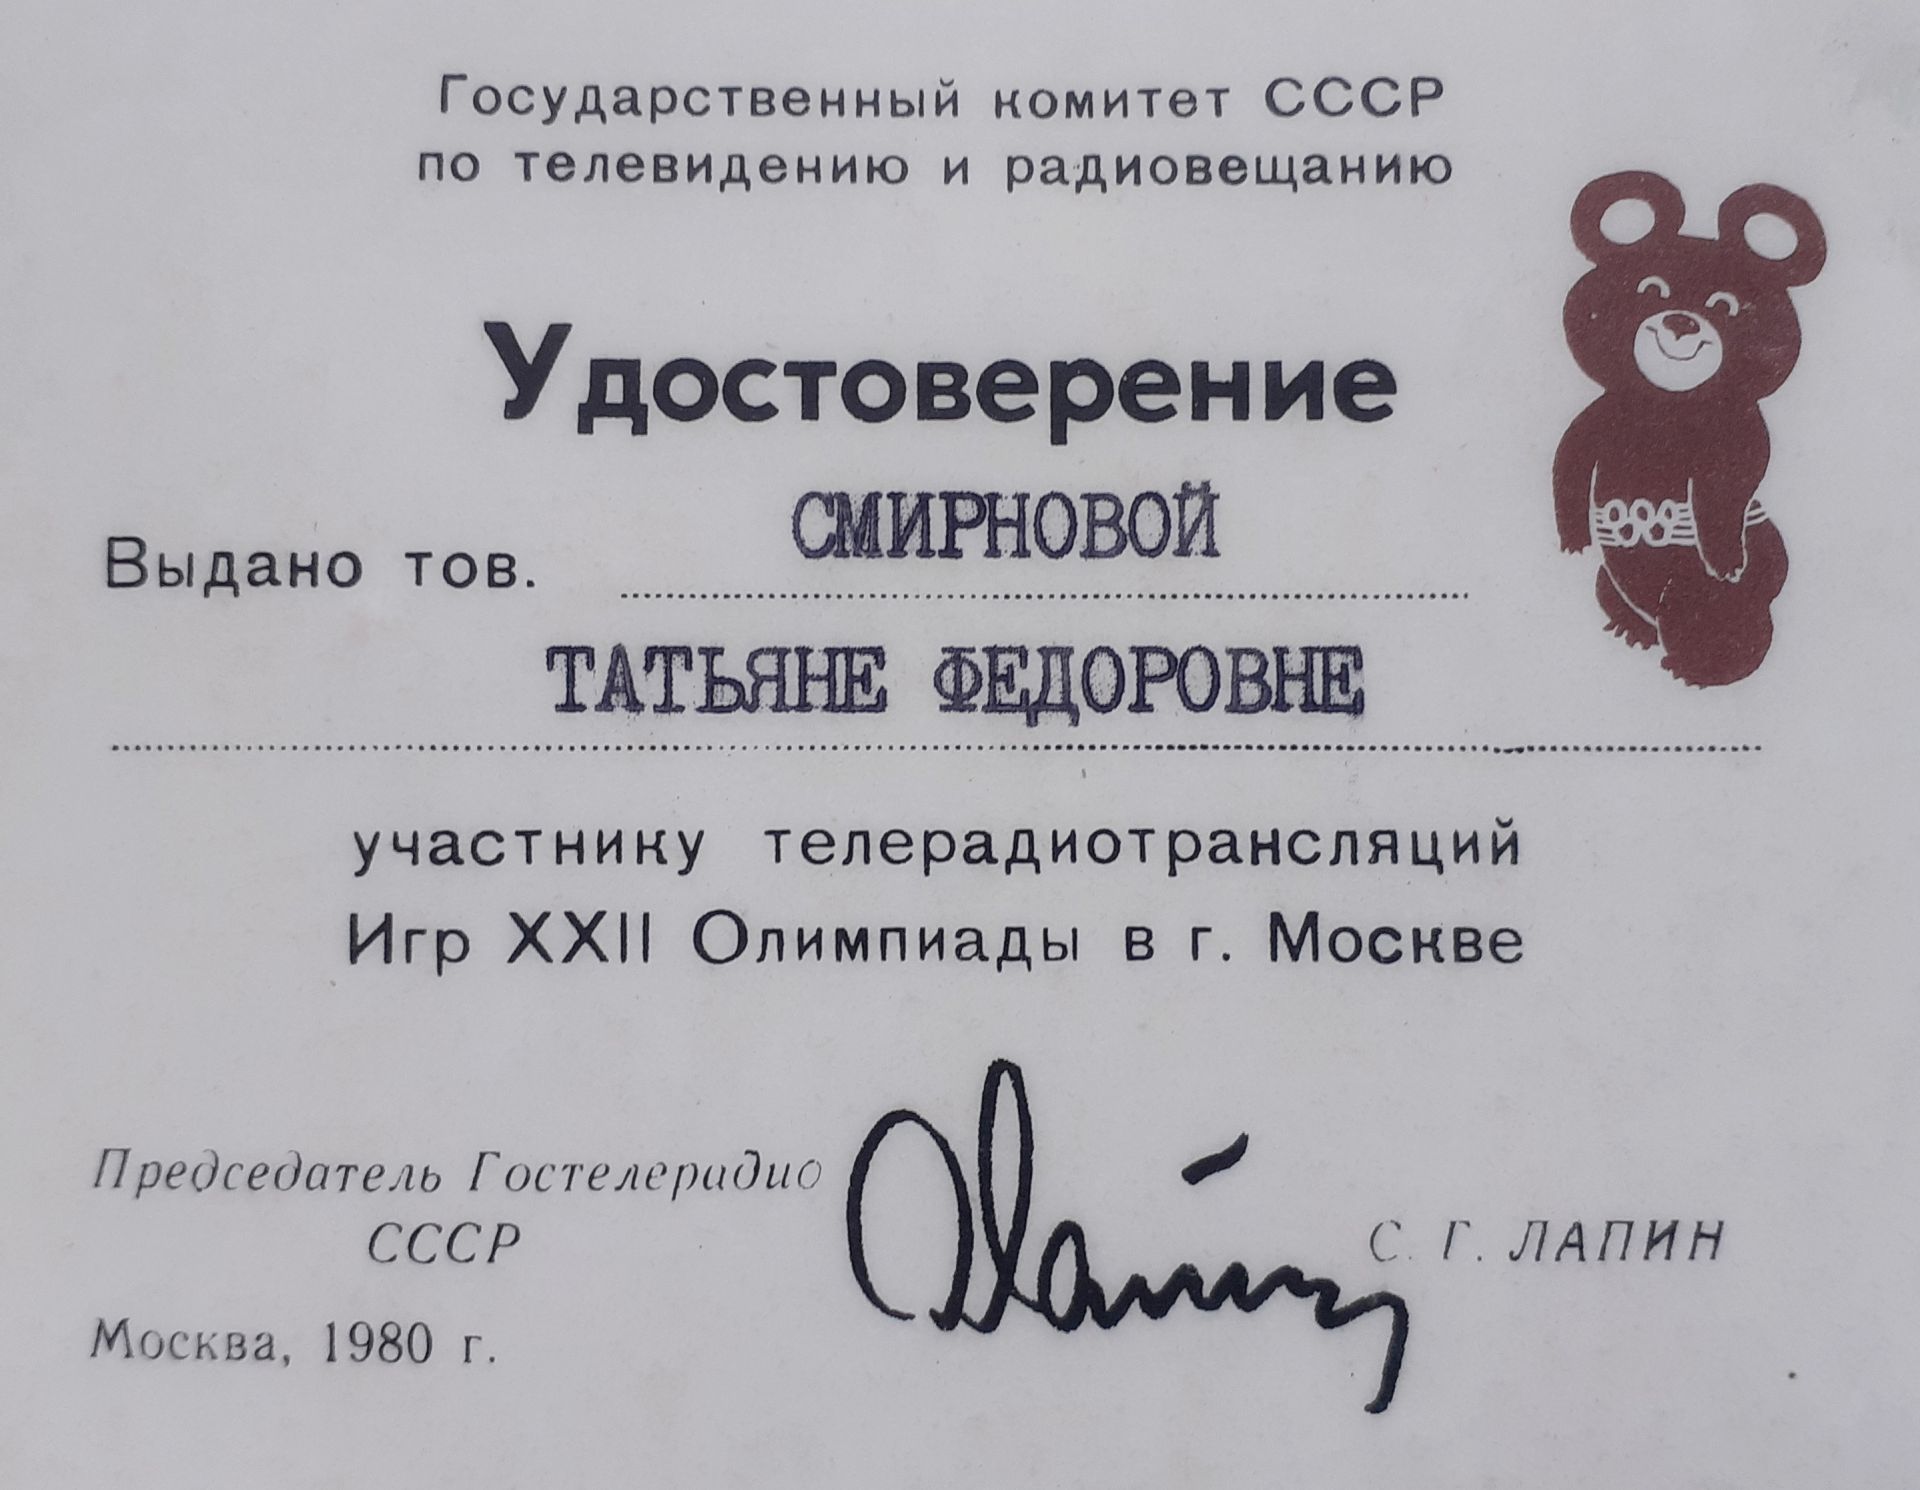 Государственный комитет СССР
по телевидению и радиовещанию
Удостоверение
Выдано тов. СМИРНОВОЙ
ТАТЬЯНЕ ФЕДОРОВНЕ
участнику телерадиотрансляций
Игр XXII Олимпиады в г. Москве
Председатель Гостелерадио
СССР
С. Г. ЛАПИН
Москва, 1980 г.